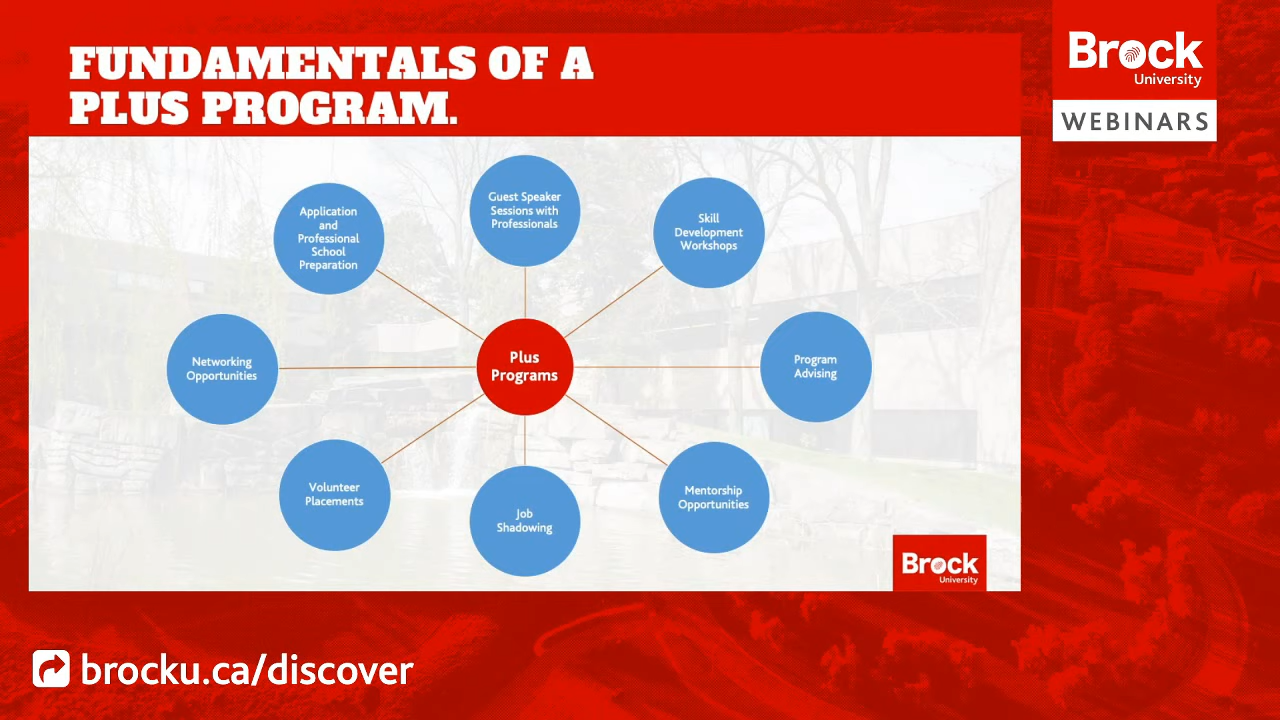 FUNDAMENTALS OF A
PLUS PROGRAM.
Brock
University
WEBINARS
Application
and
Professional
School
Preparation
Guest Speaker
Sessions with
Professionals
Skill
Development
Workshops
Networking
Opportunities
Plus
Programs
Program
Advising
Volunteer
Placements
Job
Shadowing
Mentorship
Opportunities
Brock
University
brocku.ca/discover